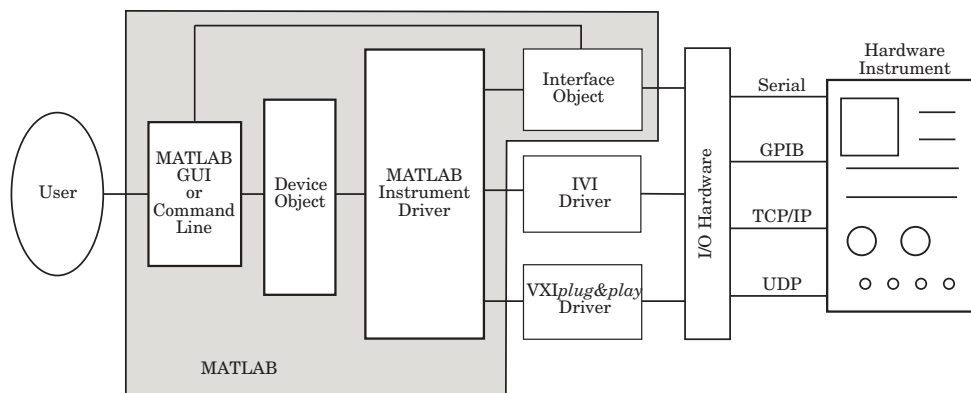 User
MATLAB
GUI
or
Command
Line
Device
Object
MATLAB
Instrument
Driver
Interface
Object
IVI
Driver
VXIplug&play
Driver
MATLAB
I/O Hardware
Serial
GPIB
TCP/IP
UDP
Hardware
Instrument